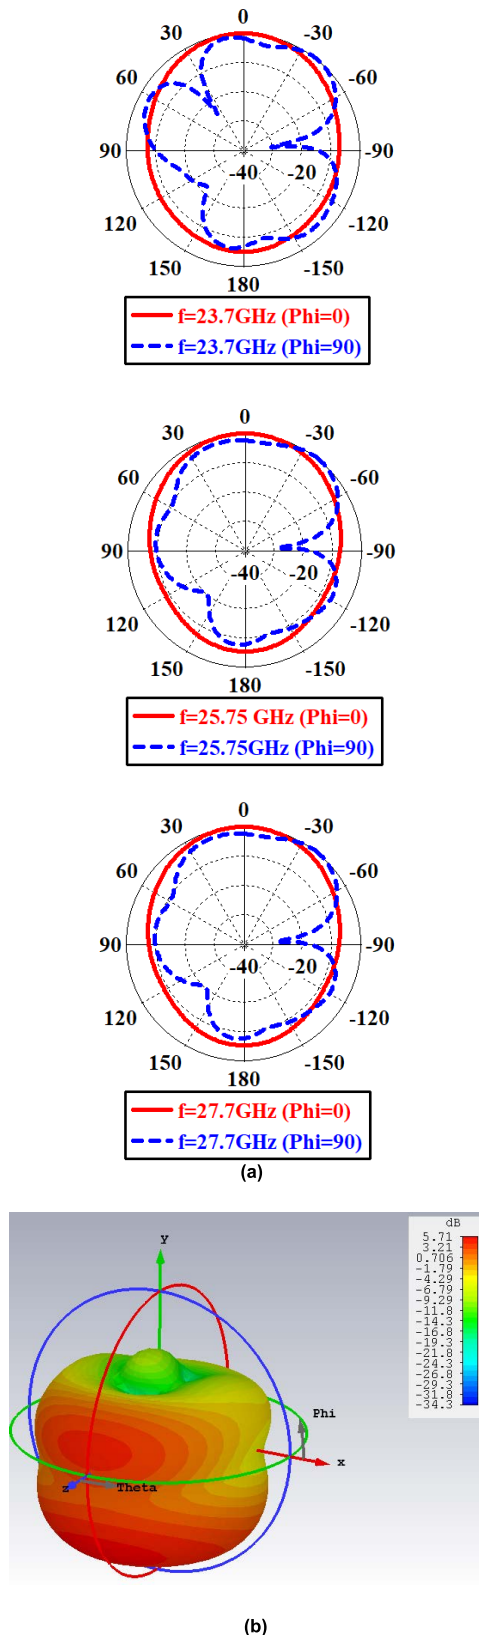 0
30 -30
60 -60
90 -40 -20 -90
120 -120
150 -150
180
f=23.7GHz (Phi=0)
f=23.7GHz (Phi=90)
0
30 -30
60 -60
90 -40 -20 -90
120 -120
150 -150
180
f=25.75 GHz (Phi=0)
f=25.75GHz (Phi=90)
0
30 -30
60 -60
90 -40 -20 -90
120 -120
150 -150
180
f=27.7GHz (Phi=0)
f=27.7GHz (Phi=90)
(a)
dB
5.71
3.21
0.706
-1.79
-4.29
-6.79
-9.29
-11.8
-14.3
-19.3
-21.8
-24.3
-26.8
-29.3
-31.8
-34.3
y
Phi
x
z Theta
(b)